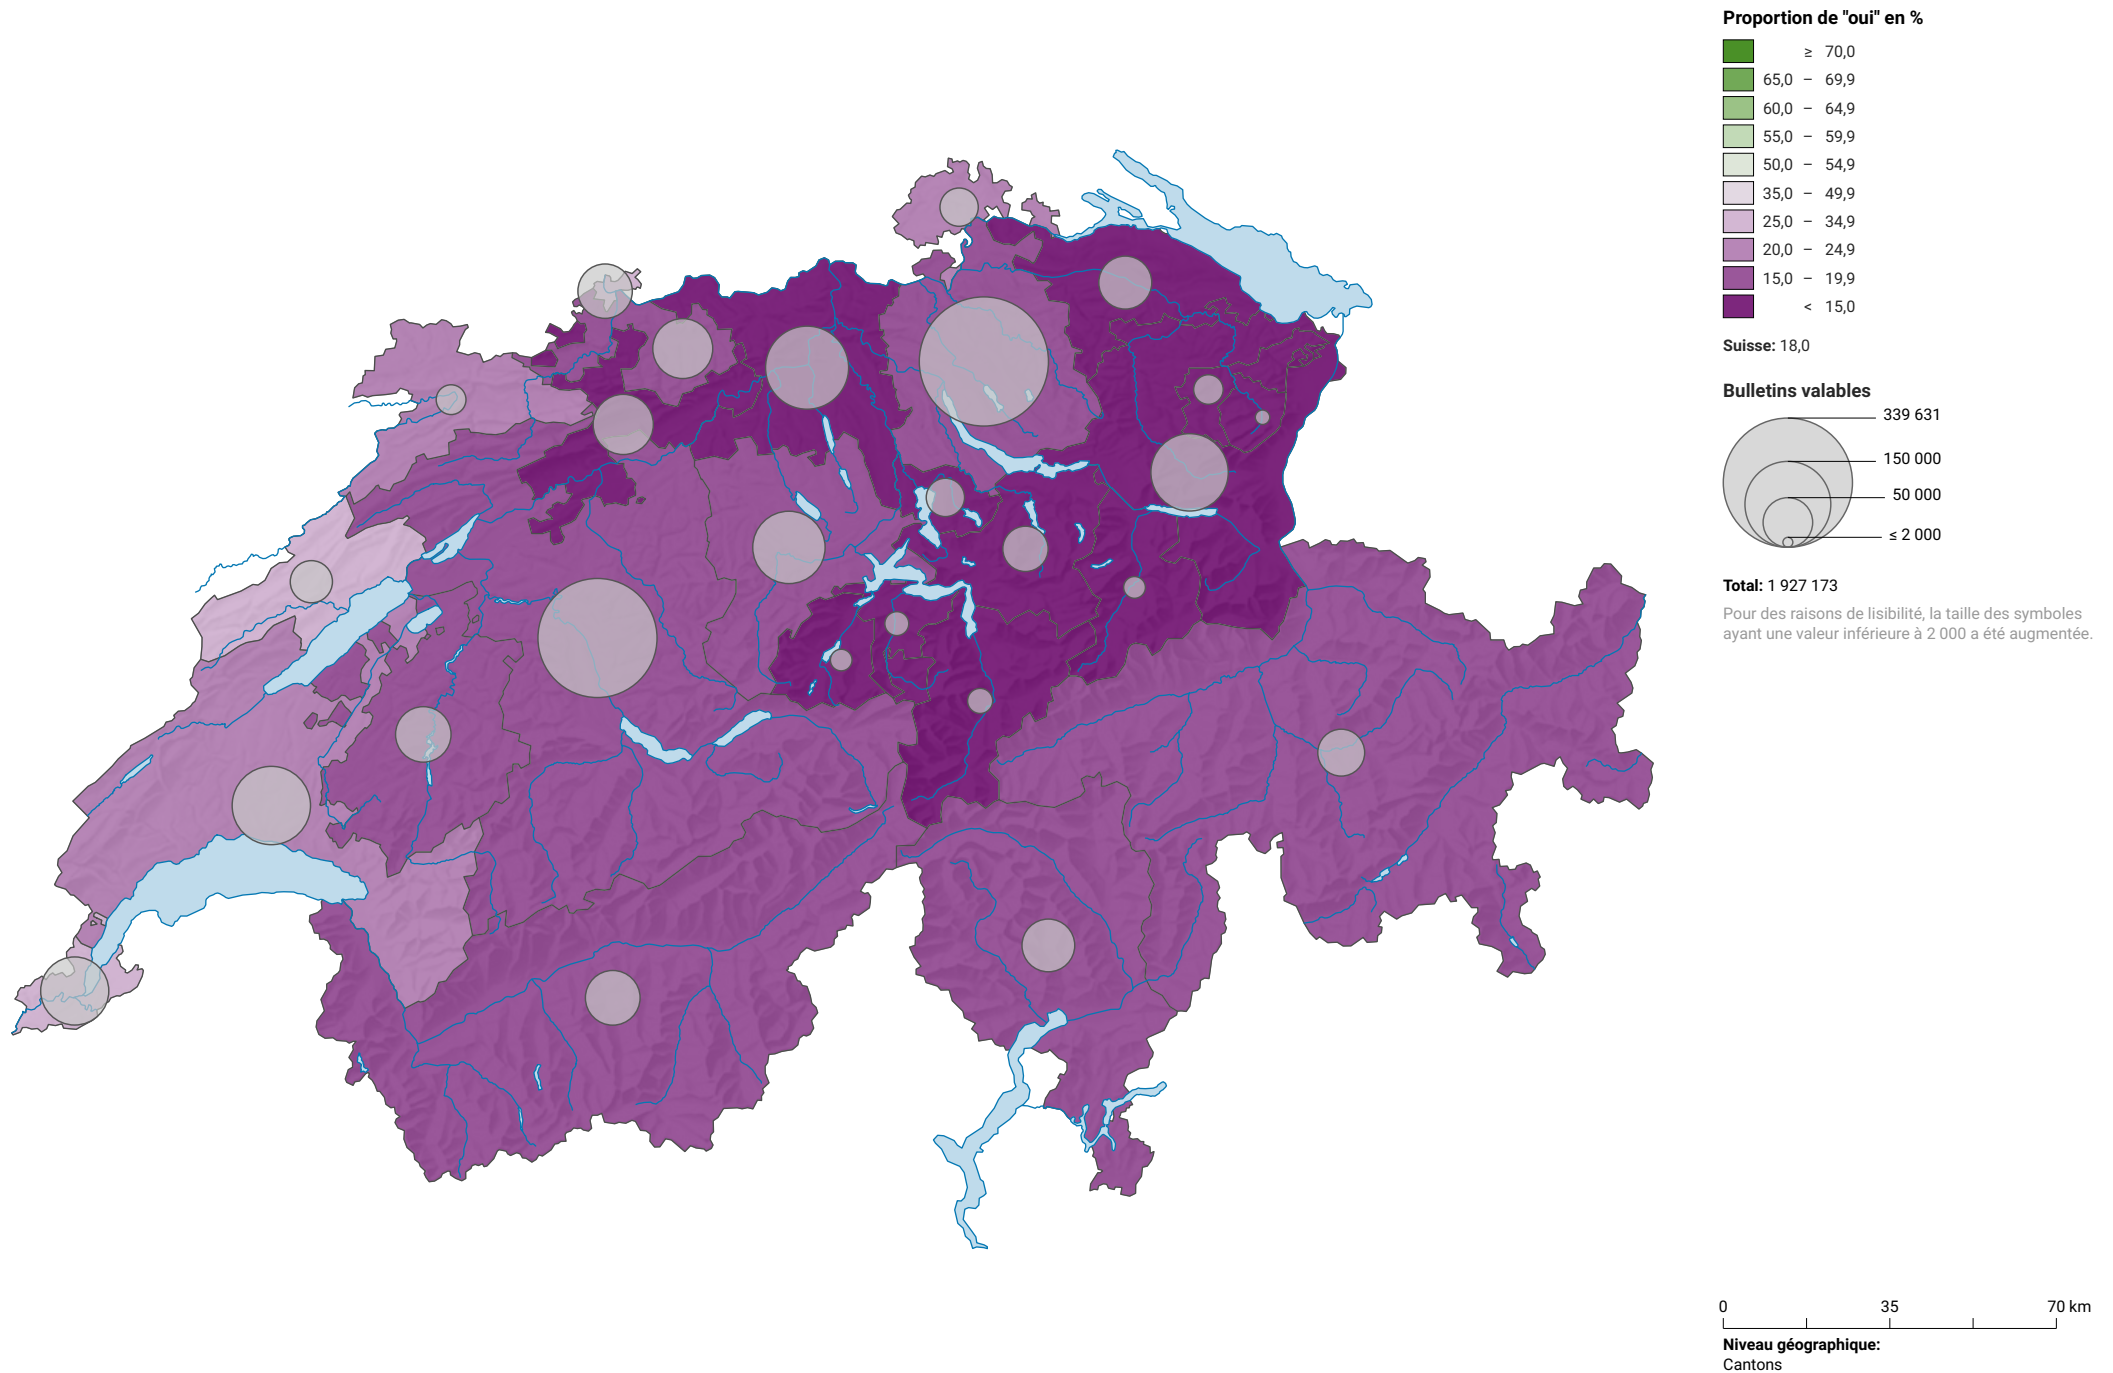 Proportion de "oui" en %
≥ 70,0
65,0 – 69,9
60,0 – 64,9
55,0 – 59,9
50,0 – 54,9
35,0 – 49,9
25,0 – 34,9
20,0 – 24,9
15,0 – 19,9
< 15,0
Suisse: 18,0
Bulletins valables
339 631
150 000
50 000
≤ 2 000
Total: 1 927 173
Pour des raisons de lisibilité, la taille des symboles
ayant une valeur inférieure à 2 000 a été augmentée.
0 35 70 km
Niveau géographique:
Cantons